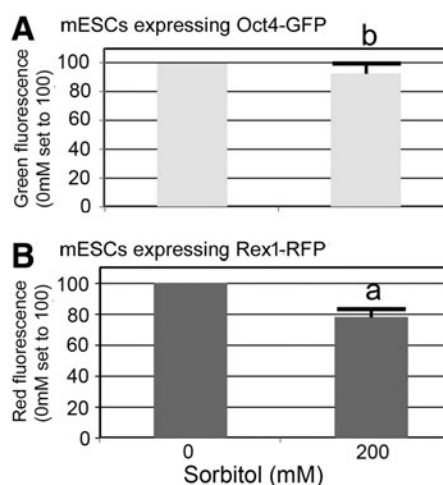 A mESCs expressing Oct4-GFP
Green fluorescence
(0mM set to 100)
100
80
60
40
20
0
b
B mESCs expressing Rex1-RFP
Red fluorescence
(0mM set to 100)
100
80
60
40
20
0
a
0 200
Sorbitol (mM)